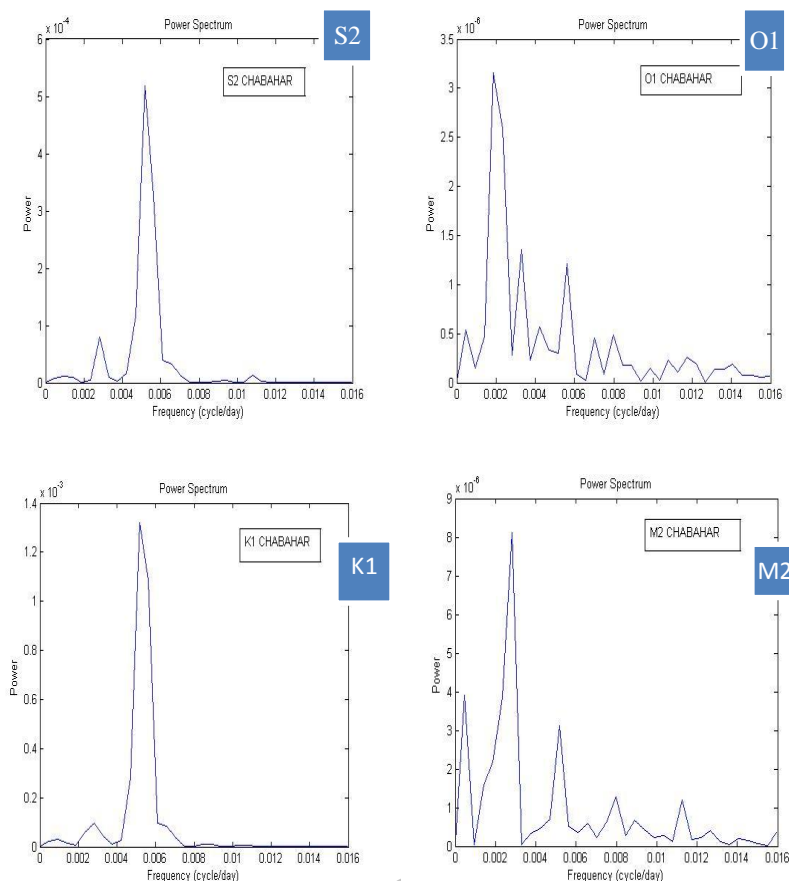 Power Spectrum
S2
x 10-4
S2 CHABAHAR
6
5
4
3
2
1
0
Power
0 0.002 0.004 0.006 0.008 0.01 0.012 0.014 0.016
Frequency (cycle/day)
Power Spectrum
O1
x 10-6
O1 CHABAHAR
3.5
3
2.5
2
1.5
1
0.5
0
Power
0 0.002 0.004 0.006 0.008 0.01 0.012 0.014 0.016
Frequency (cycle/day)
Power Spectrum
K1
x 10-3
K1 CHABAHAR
1.4
1.2
1
0.8
0.6
0.4
0.2
0
Power
0 0.002 0.004 0.006 0.008 0.01 0.012 0.014 0.016
Frequency (cycle/day)
Power Spectrum
M2
x 10-6
M2 CHABAHAR
9
8
7
6
5
4
3
2
1
0
Power
0 0.002 0.004 0.006 0.008 0.01 0.012 0.014 0.016
Frequency (cycle/day)